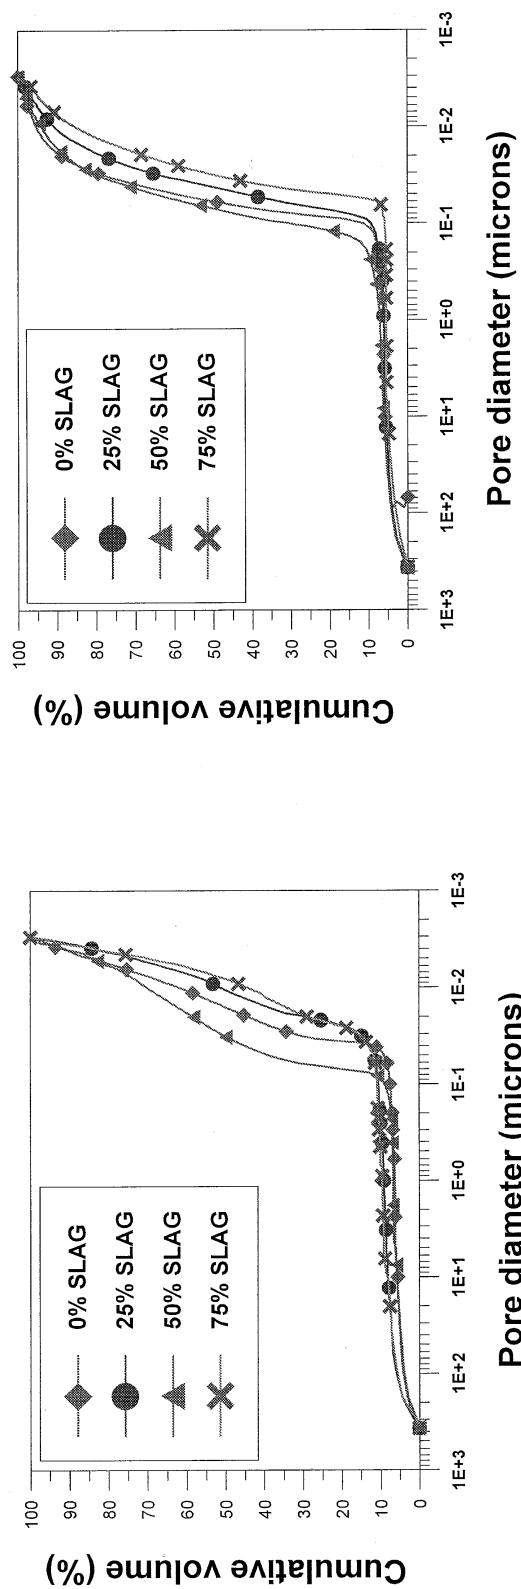 Cumulative volume (%)
100
90
80
70
60
50
40
30
20
10
0
0% SLAG
25% SLAG
50% SLAG
75% SLAG
1E+3
1E+2
1E+1
1E+0
1E-1
1E-2
1E-3
Pore diameter (microns)
Cumulative volume (%)
100
90
80
70
60
50
40
30
20
10
0
0% SLAG
25% SLAG
50% SLAG
75% SLAG
1E+3
1E+2
1E+1
1E+0
1E-1
1E-2
1E-3
Pore diameter (microns)